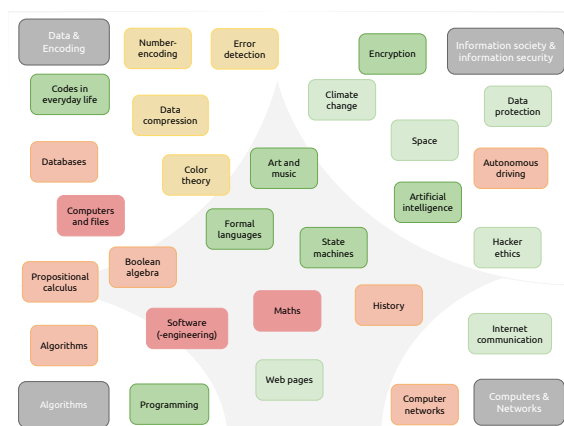 Data &
Encoding
Number-
encoding
Error
detection
Encryption
Information society &
information security
Codes in
everyday life
Data
compression
Climate
change
Data
protection
Space
Databases
Color
theory
Art and
music
Autonomous
driving
Artificial
intelligence
Computers
and files
Formal
languages
State
machines
Hacker
ethics
Boolean
algebra
Propositional
calculus
Software
(-engineering)
Maths
History
Internet
communication
Algorithms
Web pages
Algorithms
Programming
Computer
networks
Computers &
Networks